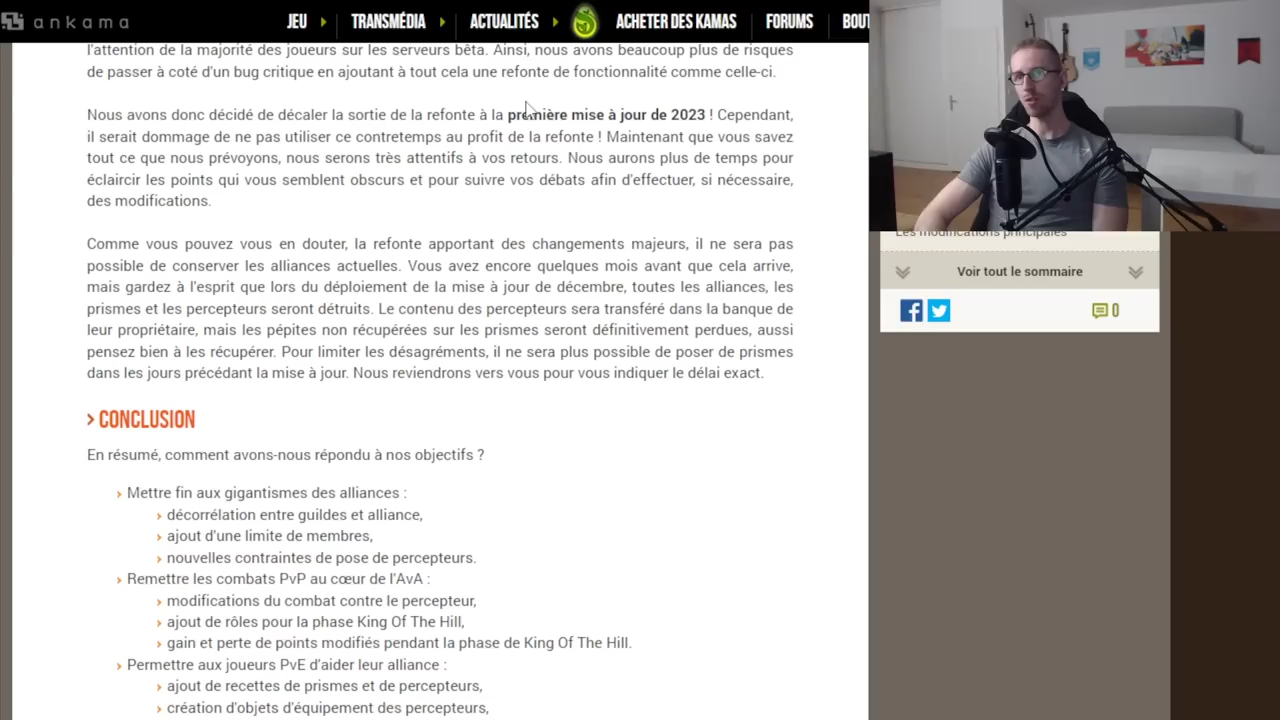 ankama
JEU
TRANSMÉDIA
ACTUALITÉS
ACHETER DES KAMAS
FORUMS
BOUT
l'attention de la majorité des joueurs sur les serveurs bêta. Ainsi, nous avons beaucoup plus de risques
de passer à coté d'un bug critique en ajoutant à tout cela une refonte de fonctionnalité comme celle-ci.
Nous avons donc décidé de décaler la sortie de la refonte à la première mise à jour de 2023 ! Cependant,
il serait dommage de ne pas utiliser ce contretemps au profit de la refonte ! Maintenant que vous savez
tout ce que nous prévoyons, nous serons très attentifs à vos retours. Nous aurons plus de temps pour
éclaircir les points qui vous semblent obscurs et pour suivre vos débats afin d'effectuer, si nécessaire,
des modifications.
Comme vous pouvez vous en douter, la refonte apportant des changements majeurs, il ne sera pas
possible de conserver les alliances actuelles. Vous avez encore quelques mois avant que cela arrive,
mais gardez à l'esprit que lors du déploiement de la mise à jour de décembre, toutes les alliances, les
prismes et les percepteurs seront détruits. Le contenu des percepteurs sera transféré dans la banque de
leur propriétaire, mais les pépites non récupérées sur les prismes seront définitivement perdues, aussi
pensez bien à les récupérer. Pour limiter les désagréments, il ne sera plus possible de poser de prismes
dans les jours précédant la mise à jour. Nous reviendrons vers vous pour vous indiquer le délai exact.
> CONCLUSION
En résumé, comment avons-nous répondu à nos objectifs ?
› Mettre fin aux gigantismes des alliances :
› décorrélation entre guildes et alliance,
› ajout d'une limite de membres,
› nouvelles contraintes de pose de percepteurs.
› Remettre les combats PvP au cœur de l'AvA :
› modifications du combat contre le percepteur,
› ajout de rôles pour la phase King Of The Hill,
› gain et perte de points modifiés pendant la phase de King Of The Hill.
› Permettre aux joueurs PvE d'aider leur alliance :
› ajout de recettes de prismes et de percepteurs,
› création d'objets d'équipement des percepteurs,
Les modifications principales
Voir tout le sommaire
0